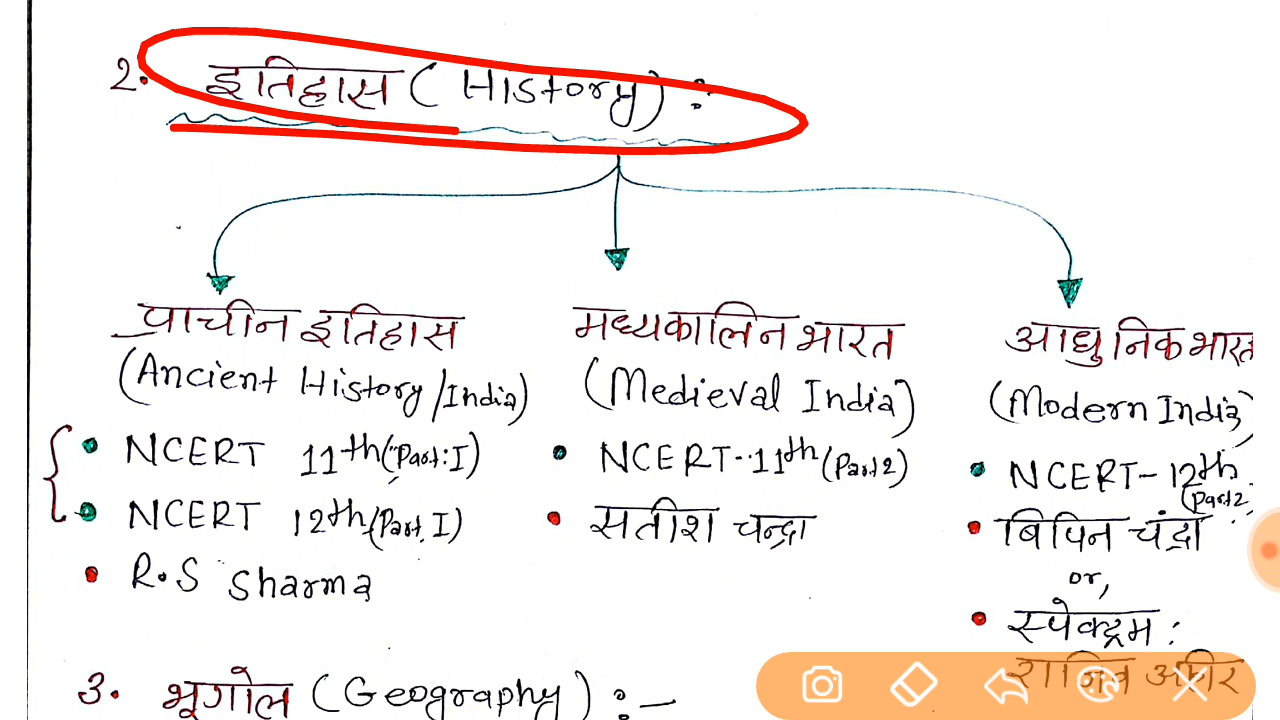 2. इतिहास ( History) :
प्राचीन इतिहास
(Ancient History/India)
• NCERT 11th (Part:I)
• NCERT 12th (Part I)
• R.S Sharma
मध्यकालिन भारत
(Medieval India)
• NCERT-11th (Part 2)
• सतीश चन्द्रा
आधुनिक भारत
(Modern India)
• NCERT-12th
(Part 2
• बिपिन चंद्रा
or,
• स्पेक्ट्रम :
राजिव
3. भूगोल (Geography) :-